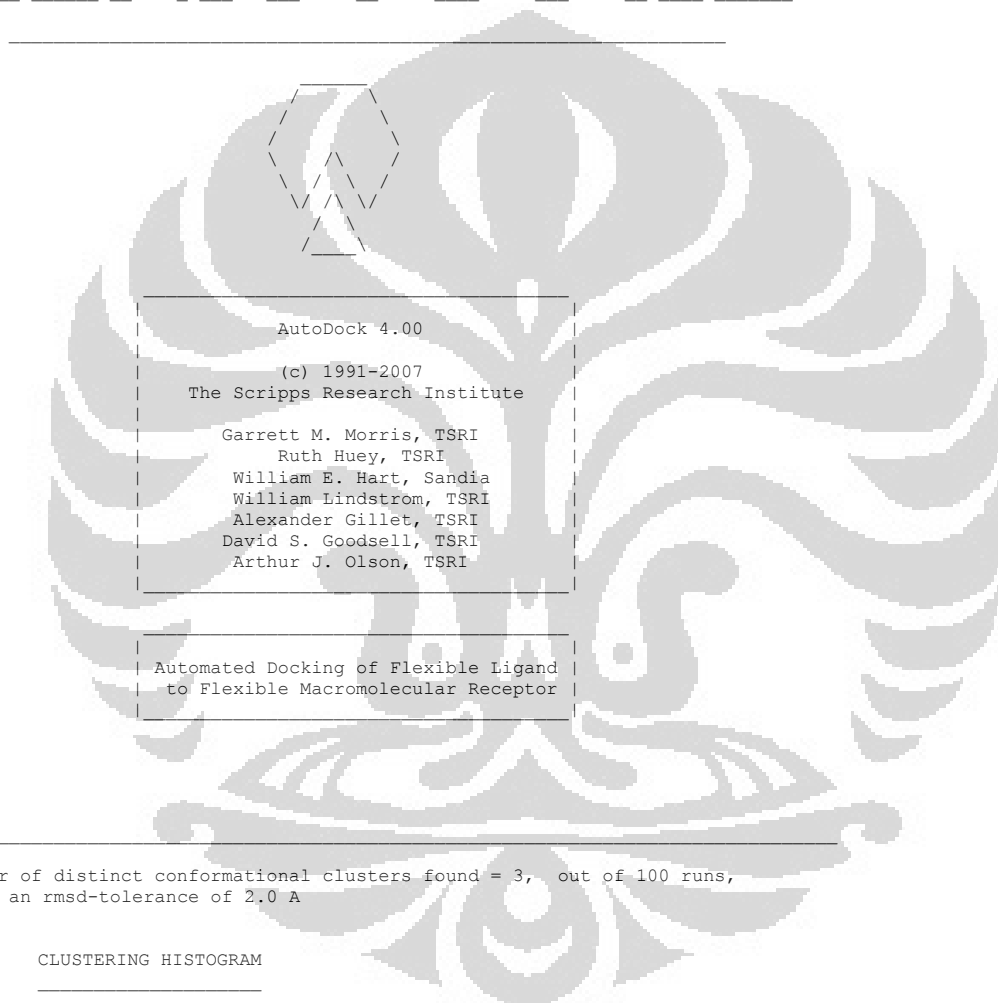 AutoDock 4.00
(c) 1991-2007
The Scripps Research Institute
Garrett M. Morris, TSRI
Ruth Huey, TSRI
William E. Hart, Sandia
William Lindstrom, TSRI
Alexander Gillet, TSRI
David S. Goodsell, TSRI
Arthur J. Olson, TSRI
Automated Docking of Flexible Ligand
to Flexible Macromolecular Receptor
of distinct conformational clusters found = 3, out of 100 runs,
an rmsd-tolerance of 2.0 A
CLUSTERING HISTOGRAM